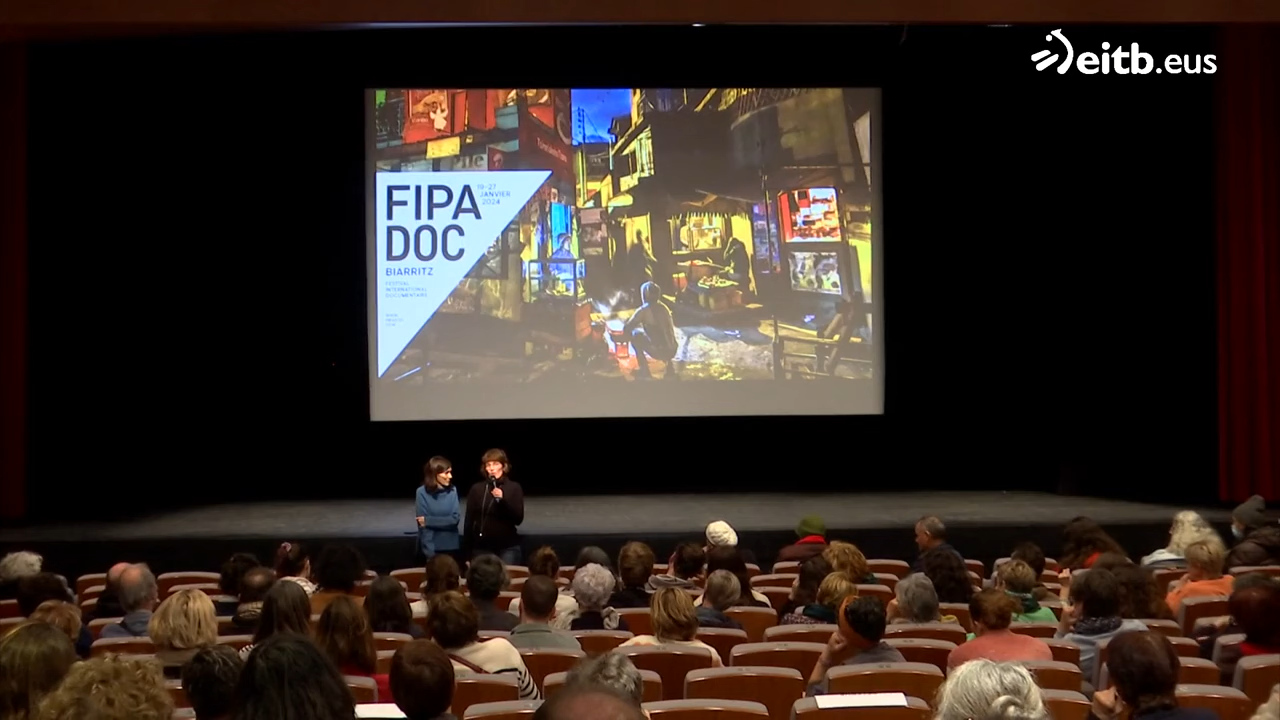 eitb.eus
FIPA
DOC
19-27
JANVIER
2024
BIARRITZ
FESTIVAL
INTERNATIONAL
DOCUMENTAIRE